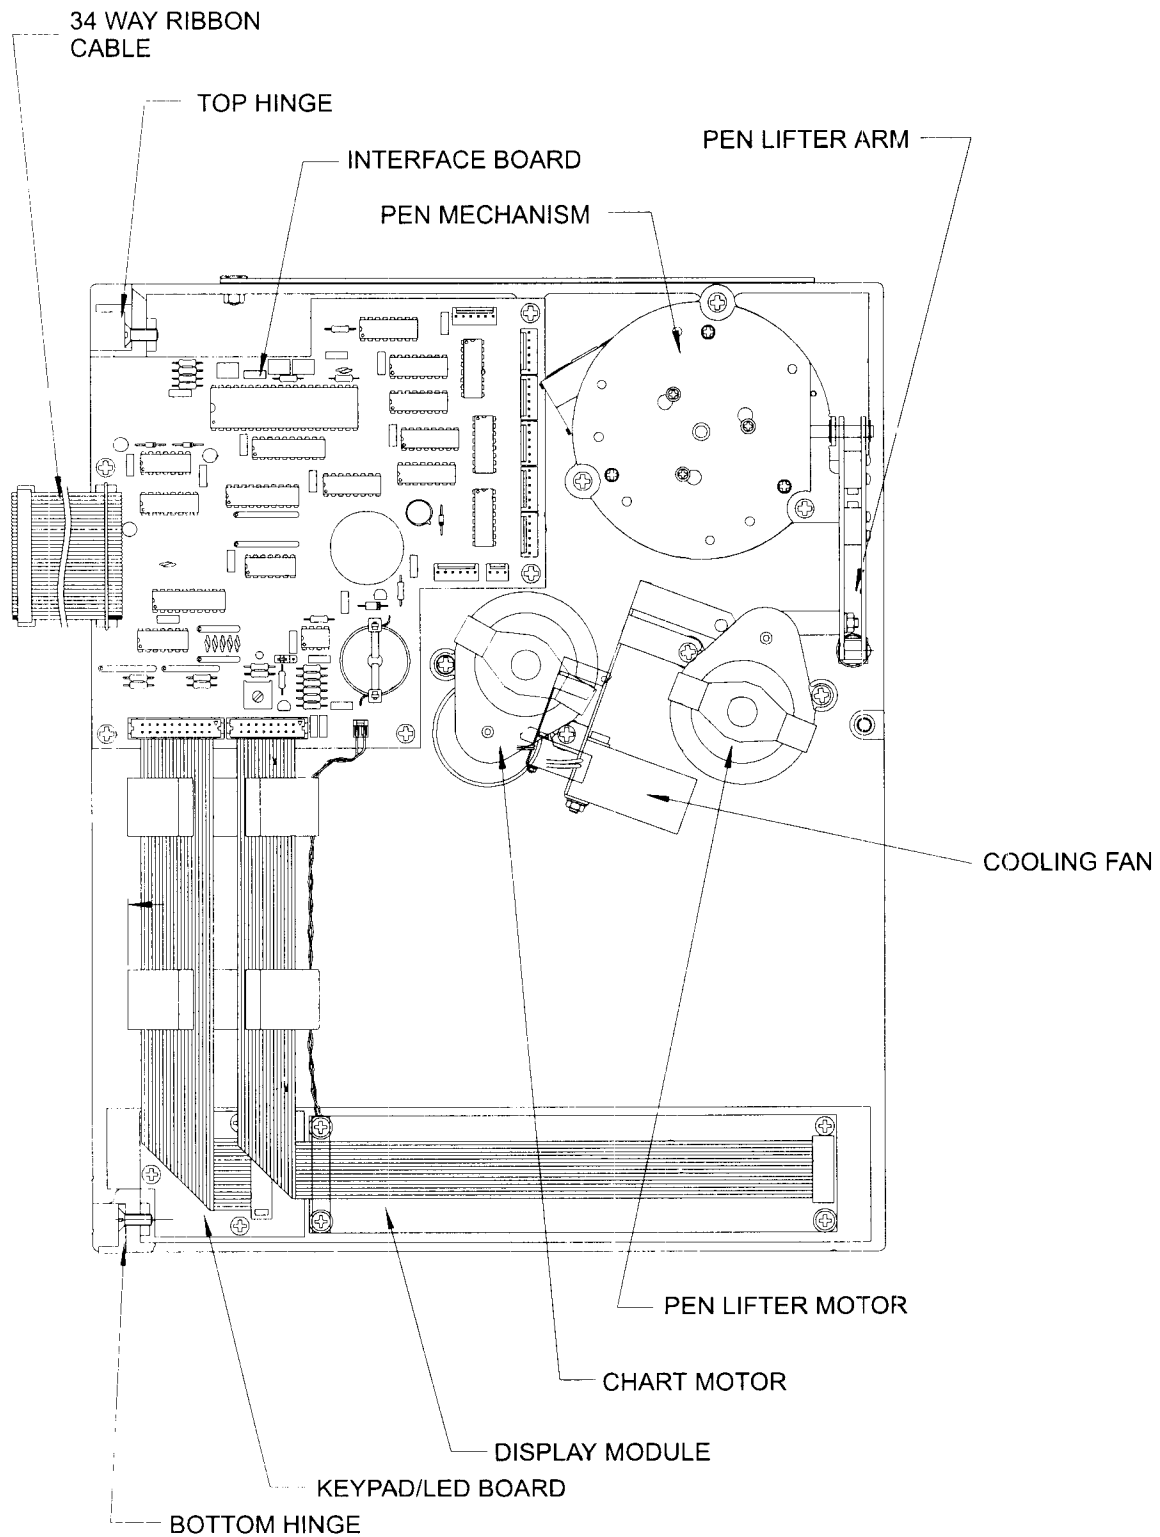 34 WAY RIBBON
CABLE
TOP HINGE
PEN LIFTER ARM
INTERFACE BOARD
PEN MECHANISM
COOLING FAN
PEN LIFTER MOTOR
CHART MOTOR
DISPLAY MODULE
KEYPAD/LED BOARD
BOTTOM HINGE